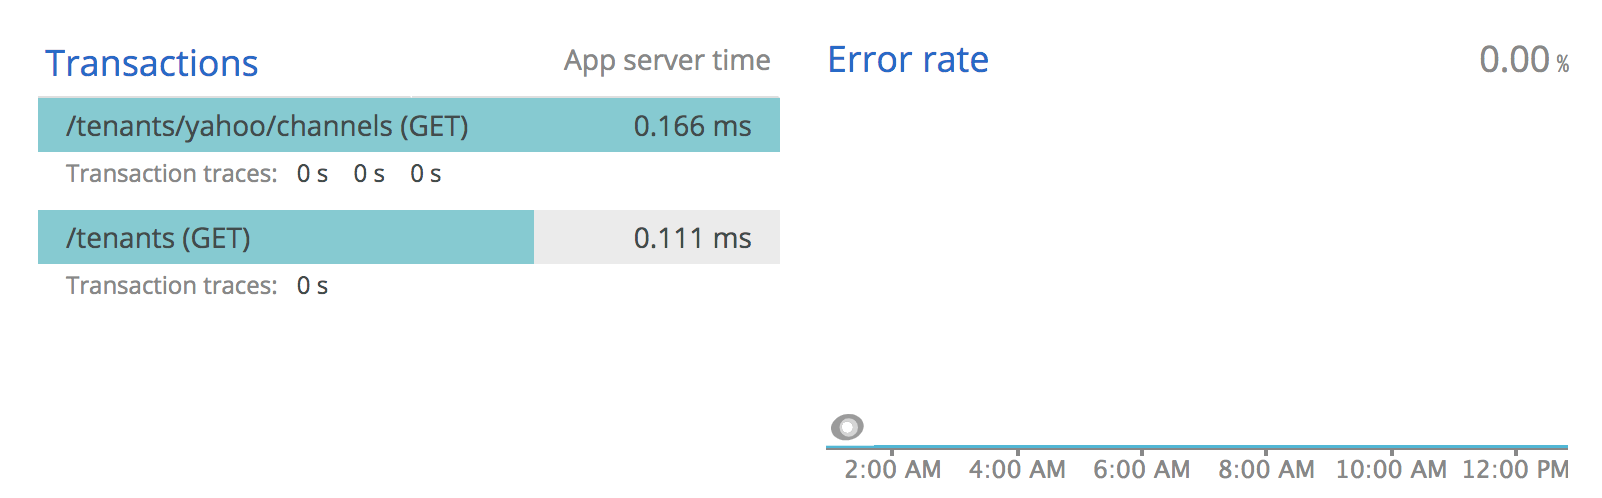 Transactions App server time
/tenants/yahoo/channels (GET) 0.166 ms
Transaction traces: 0 s 0 s 0 s
/tenants (GET) 0.111 ms
Transaction traces: 0 s
Error rate 0.00 %
2:00 AM 4:00 AM 6:00 AM 8:00 AM 10:00 AM 12:00 PM